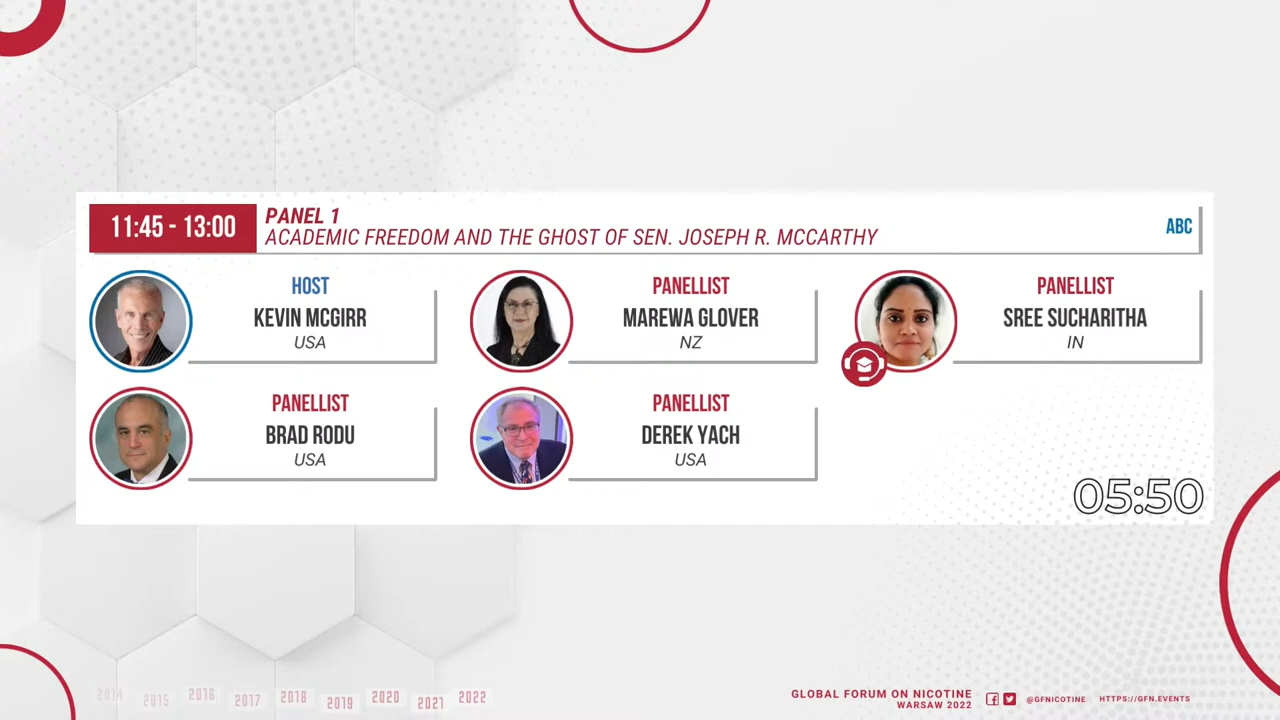 11:45 - 13:00
PANEL 1
ACADEMIC FREEDOM AND THE GHOST OF SEN. JOSEPH R. MCCARTHY
ABC
HOST
KEVIN MCGIRR
USA
PANELLIST
MAREWA GLOVER
NZ
PANELLIST
SREE SUCHARITHA
IN
PANELLIST
BRAD RODU
USA
PANELLIST
DEREK YACH
USA
05:50
2014 2015 2016 2017 2018 2019 2020 2021 2022
GLOBAL FORUM ON NICOTINE
WARSAW 2022
@GFNICOTINE
HTTPS://GFN.EVENTS